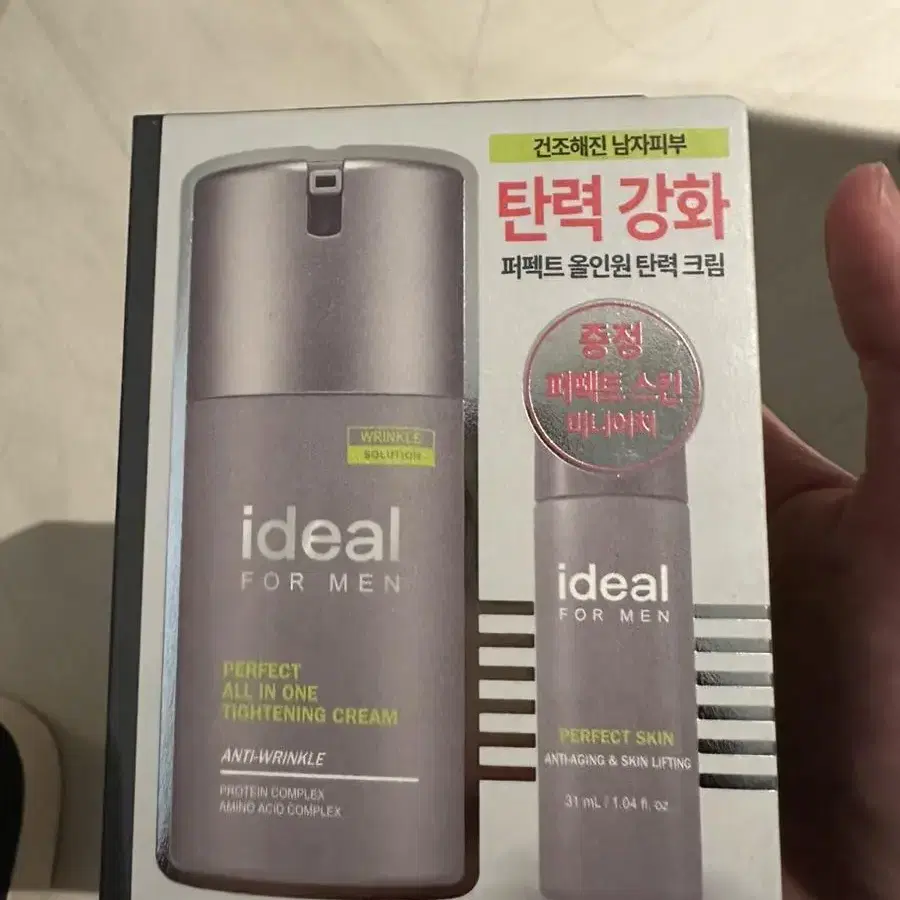 건조해진 남자피부
탄력 강화
퍼펙트 올인원 탄력 크림
증정
퍼펙트 스킨
미니어처
WRINKLE
SOLUTION
ideal
FOR MEN
PERFECT
ALL IN ONE
TIGHTENING CREAM
ANTI-WRINKLE
PROTEIN COMPLEX
AMINO ACID COMPLEX
ideal
FOR MEN
PERFECT SKIN
ANTI-AGING & SKIN LIFTING
31 mL / 1.04 fl. oz